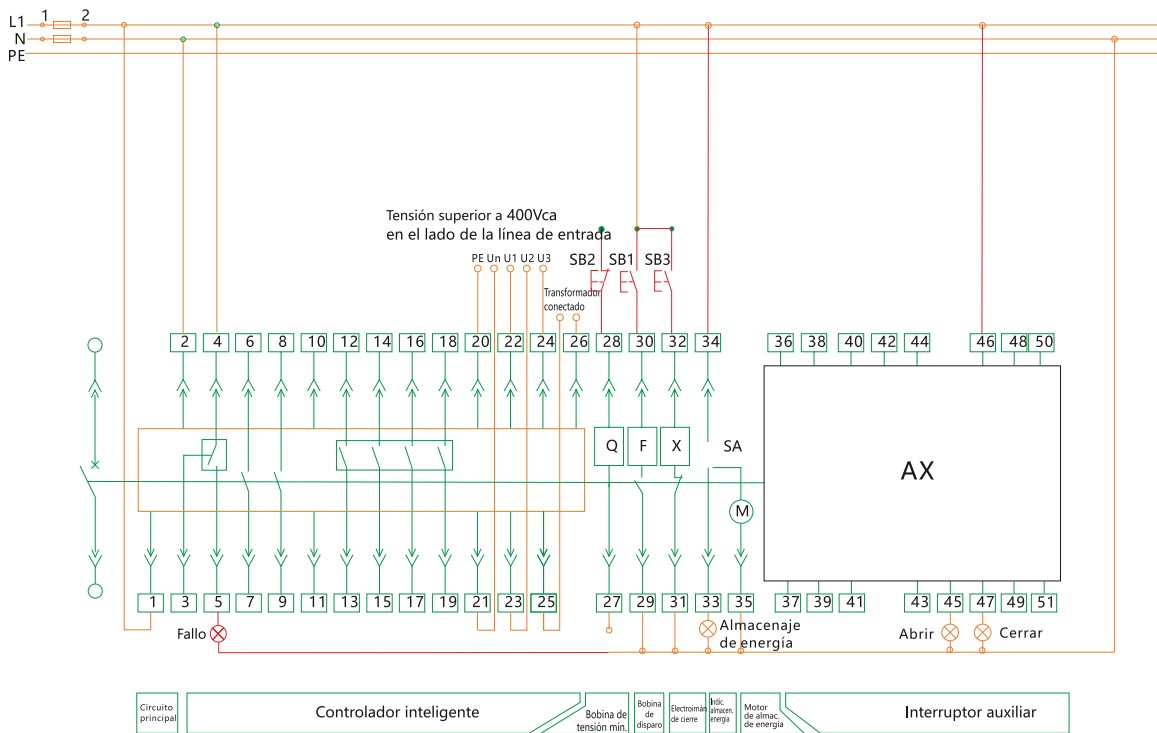 L1 1 2
N
PE
Tensión superior a 400Vca
en el lado de la línea de entrada
PE Un U1 U2 U3
SB2 SB1 SB3
Transformador
conectado
2 4 6 8 10 12 14 16 18 20 22 24 26 28 30 32 34 36 38 40 42 44 46 48 50
Q F X SA
AX
M
1 3 5 7 9 11 13 15 17 19 21 23 25 27 29 31 33 35 37 39 41 43 45 47 49 51
Fallo
Almacenaje
de energía
Abrir
Cerrar
Circuito
principal
Controlador inteligente
Bobina de
tensión mín.
Bobina
de
disparo
Electroimán
de cierre
Indic.
almacen.
energía
Motor
de almac.
de energía
Interruptor auxiliar